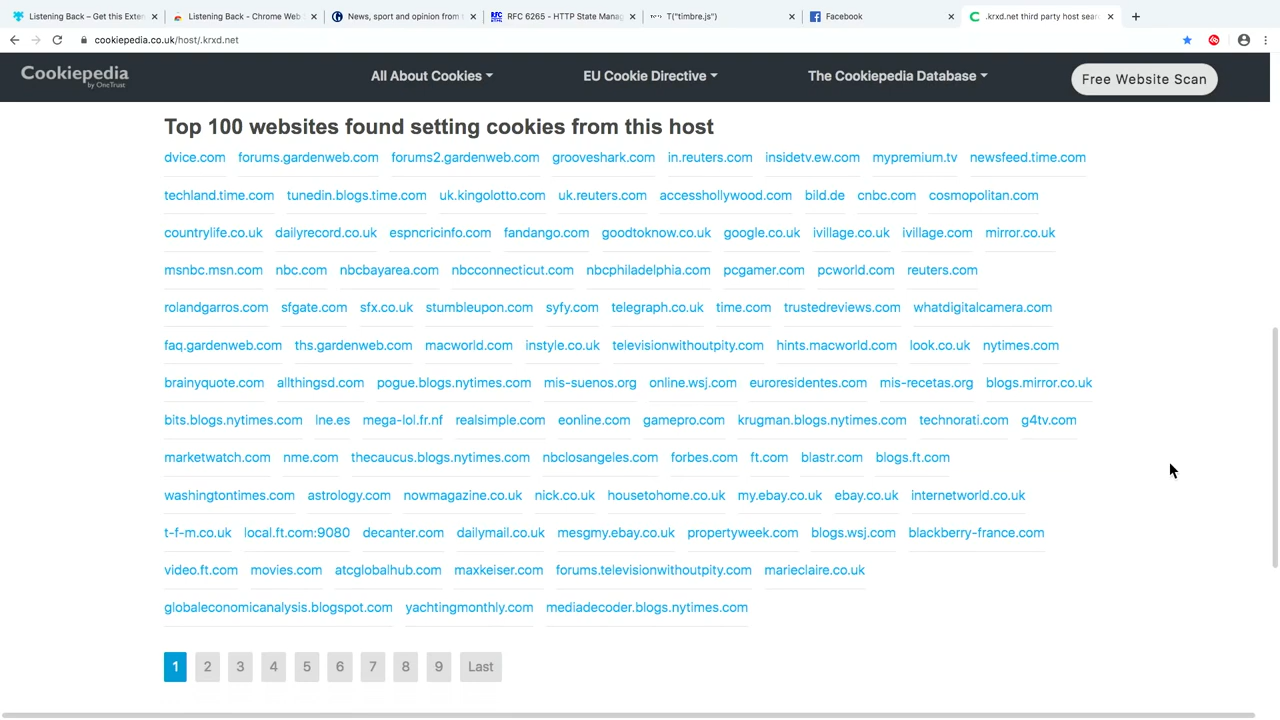 Listening Back – Get this Exten
Listening Back - Chrome Web
News, sport and opinion from t
RFC 6265 - HTTP State Manag
T("timbre.js")
Facebook
.krxd.net third party host sear
cookiepedia.co.uk/host/.krxd.net
Cookiepedia
by OneTrust
All About Cookies
EU Cookie Directive
The Cookiepedia Database
Free Website Scan
Top 100 websites found setting cookies from this host
dvice.com forums.gardenweb.com forums2.gardenweb.com grooveshark.com in.reuters.com insidetv.ew.com mypremium.tv newsfeed.time.com
techland.time.com tunedin.blogs.time.com uk.kingolotto.com uk.reuters.com accesshollywood.com bild.de cnbc.com cosmopolitan.com
countrylife.co.uk dailyrecord.co.uk espncricinfo.com fandango.com goodtoknow.co.uk google.co.uk ivillage.co.uk ivillage.com mirror.co.uk
msnbc.msn.com nbc.com nbcbayarea.com nbcconnecticut.com nbcphiladelphia.com pcgamer.com pcworld.com reuters.com
rolandgarros.com sfgate.com sfx.co.uk stumbleupon.com syfy.com telegraph.co.uk time.com trustedreviews.com whatdigitalcamera.com
faq.gardenweb.com ths.gardenweb.com macworld.com instyle.co.uk televisionwithoutpity.com hints.macworld.com look.co.uk nytimes.com
brainyquote.com allthingsd.com pogue.blogs.nytimes.com mis-suenos.org online.wsj.com euroresidentes.com mis-recetas.org blogs.mirror.co.uk
bits.blogs.nytimes.com lne.es mega-lol.fr.nf realsimple.com eonline.com gamepro.com krugman.blogs.nytimes.com technorati.com g4tv.com
marketwatch.com nme.com thecaucus.blogs.nytimes.com nbclosangeles.com forbes.com ft.com blastr.com blogs.ft.com
washingtontimes.com astrology.com nowmagazine.co.uk nick.co.uk housetohome.co.uk my.ebay.co.uk ebay.co.uk internetworld.co.uk
t-f-m.co.uk local.ft.com:9080 decanter.com dailymail.co.uk mesgmy.ebay.co.uk propertyweek.com blogs.wsj.com blackberry-france.com
video.ft.com movies.com atcglobalhub.com maxkeiser.com forums.televisionwithoutpity.com marieclaire.co.uk
globaleconomicanalysis.blogspot.com yachtingmonthly.com mediadecoder.blogs.nytimes.com
1 2 3 4 5 6 7 8 9 Last